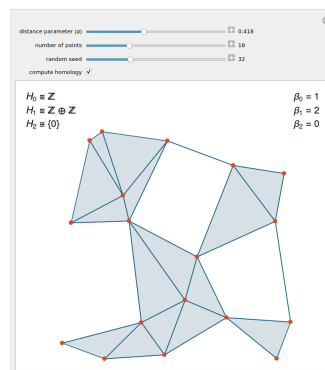 distance parameter (α) 0.418
number of points 18
random seed 32
compute homology
H₀ ≅ ℤ β₀ = 1
H₁ ≅ ℤ ⊕ ℤ β₁ = 2
H₂ ≅ {0} β₂ = 0